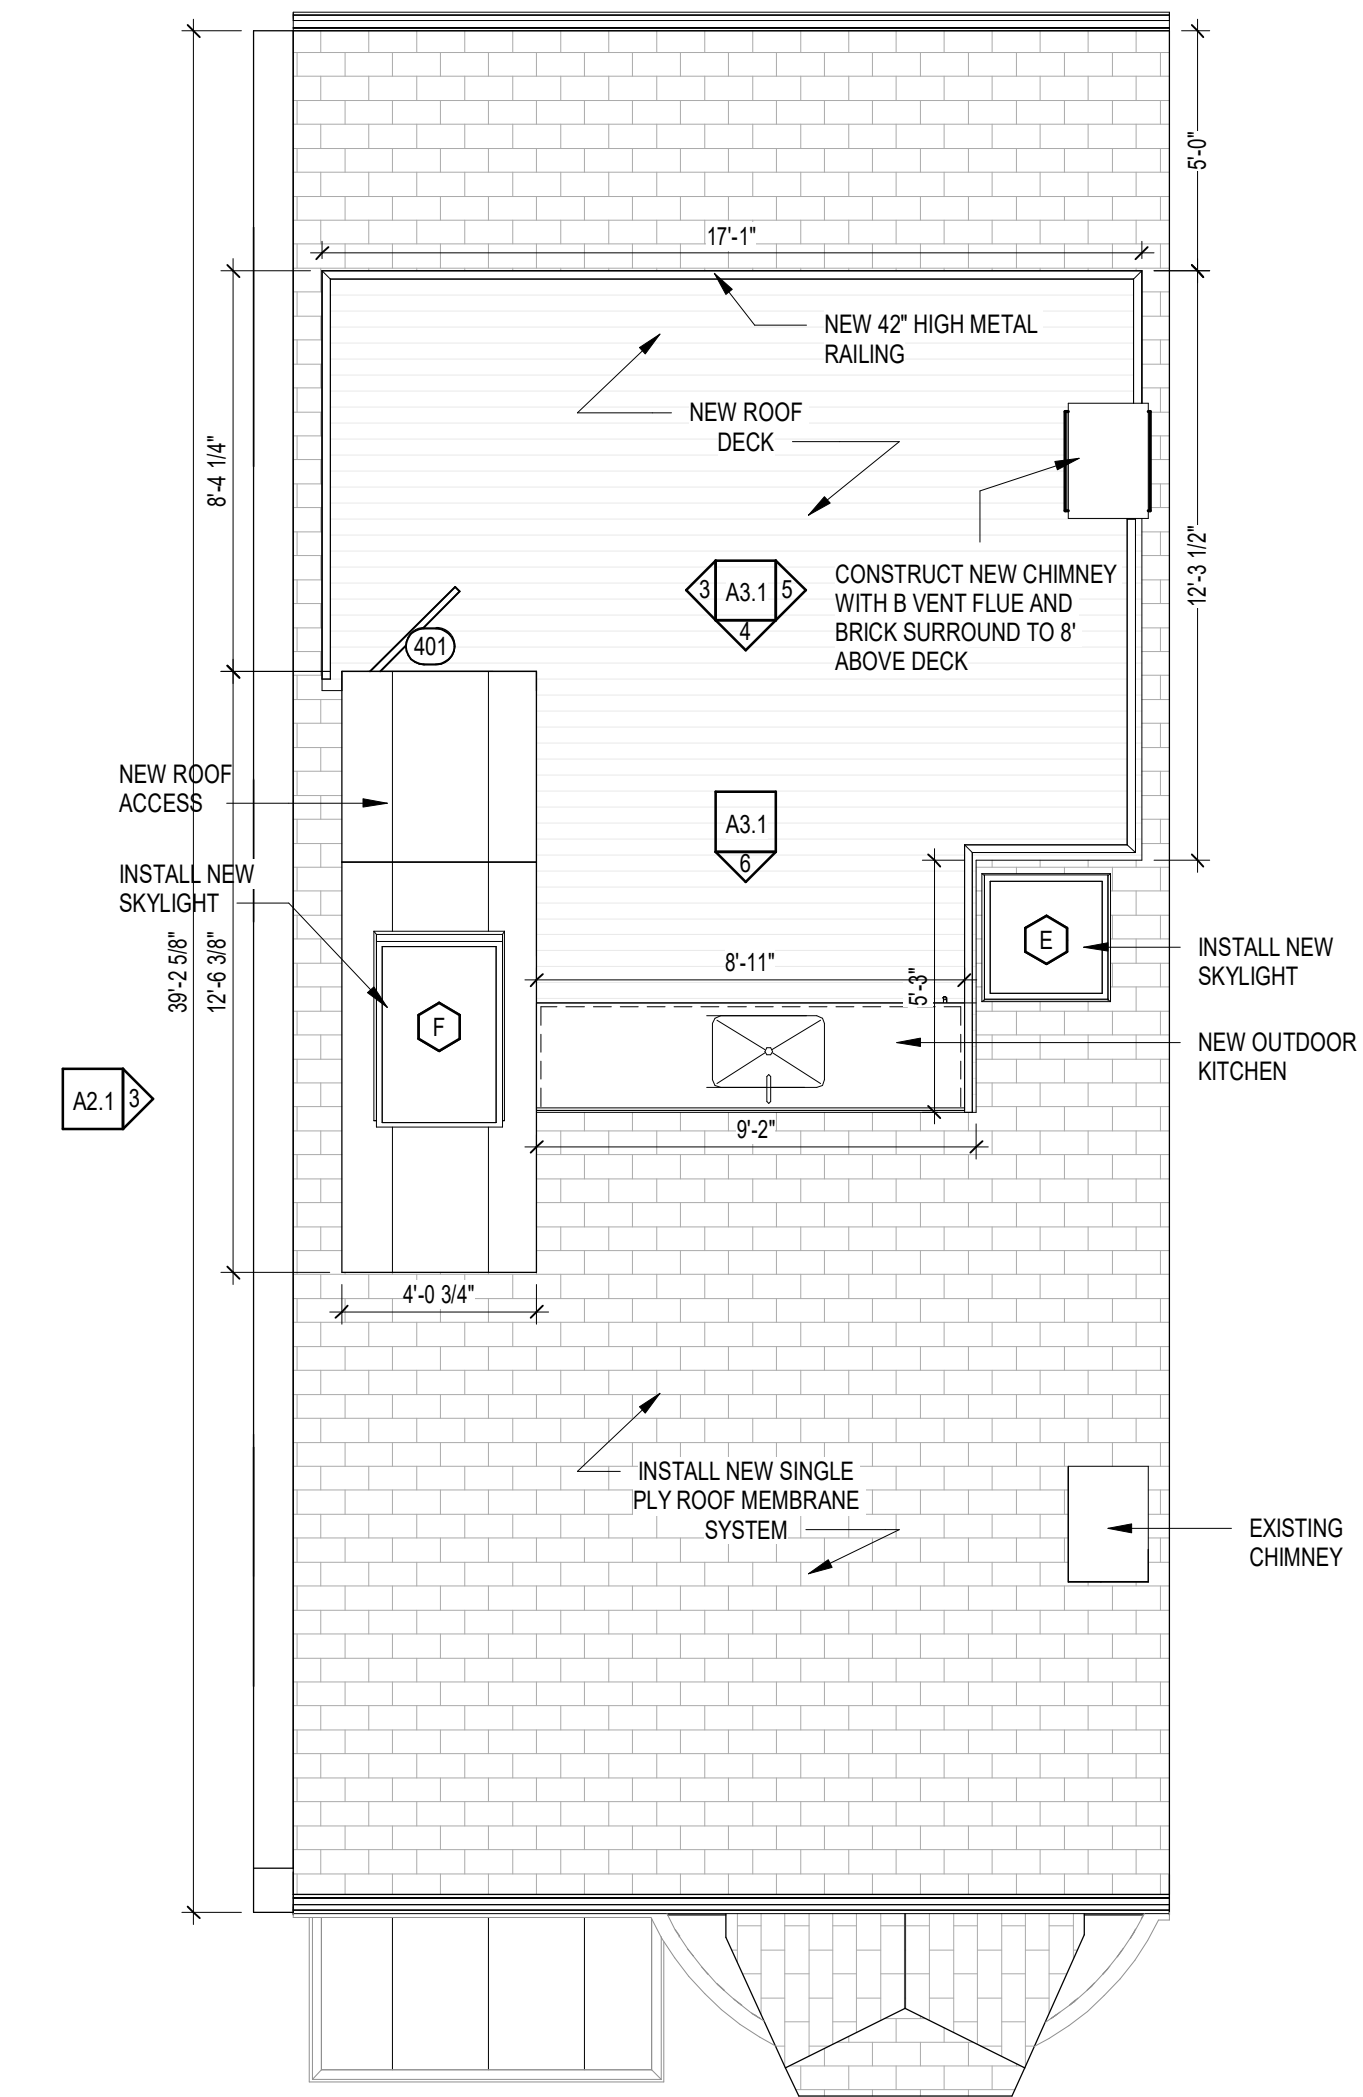 5'-0"
17'-1"
NEW 42" HIGH METAL
RAILING
NEW ROOF
DECK
8'-4 1/4"
12'-3 1/2"
3
A3.1
5
4
CONSTRUCT NEW CHIMNEY
WITH B VENT FLUE AND
BRICK SURROUND TO 8'
ABOVE DECK
401
NEW ROOF
ACCESS
A3.1
6
INSTALL NEW
SKYLIGHT
39'-2 5/8"
12'-6 3/8"
E
INSTALL NEW
SKYLIGHT
8'-11"
5'-3"
F
NEW OUTDOOR
KITCHEN
A2.1
3
9'-2"
4'-0 3/4"
INSTALL NEW SINGLE
PLY ROOF MEMBRANE
SYSTEM
EXISTING
CHIMNEY